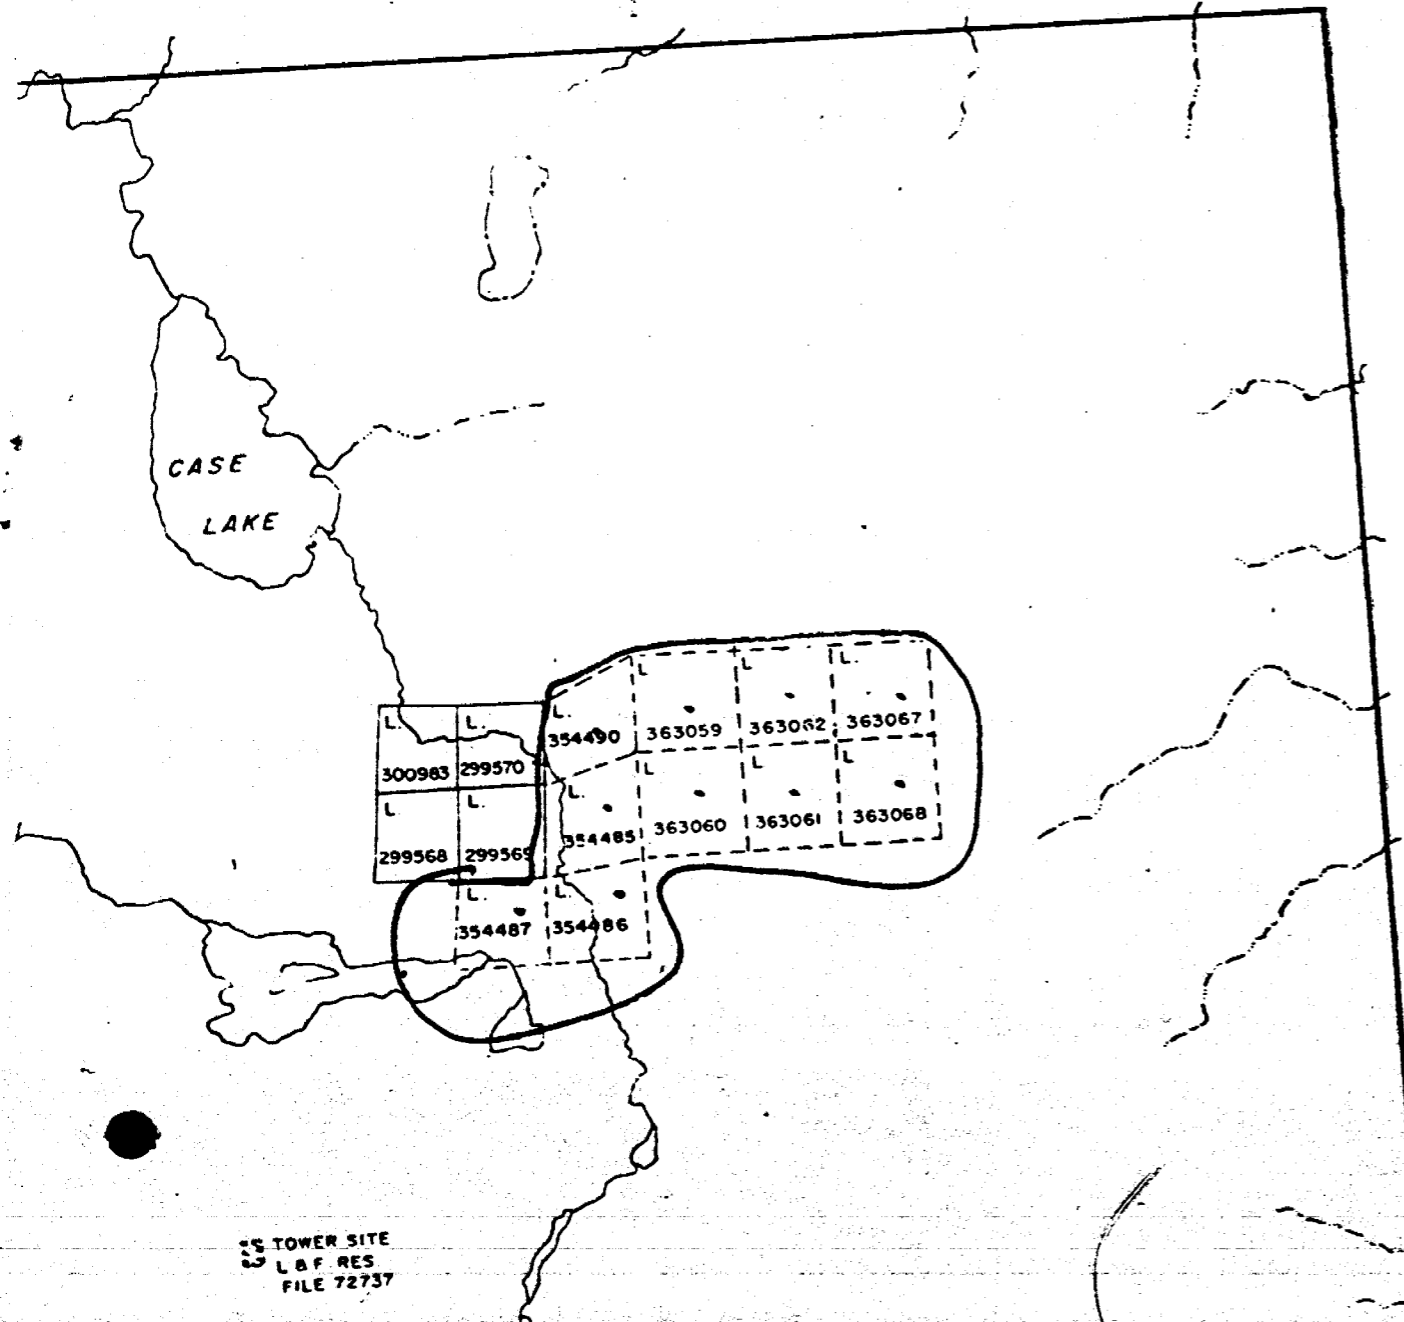 CASE
LAKE
L. L. L. L L L.
300983 299570 354490 363059 363062 363067
L L. L. L L L
299568 299569 354485 363060 363061 363068
L. L.
354487 354486
TOWER SITE
L & F RES
FILE 72737